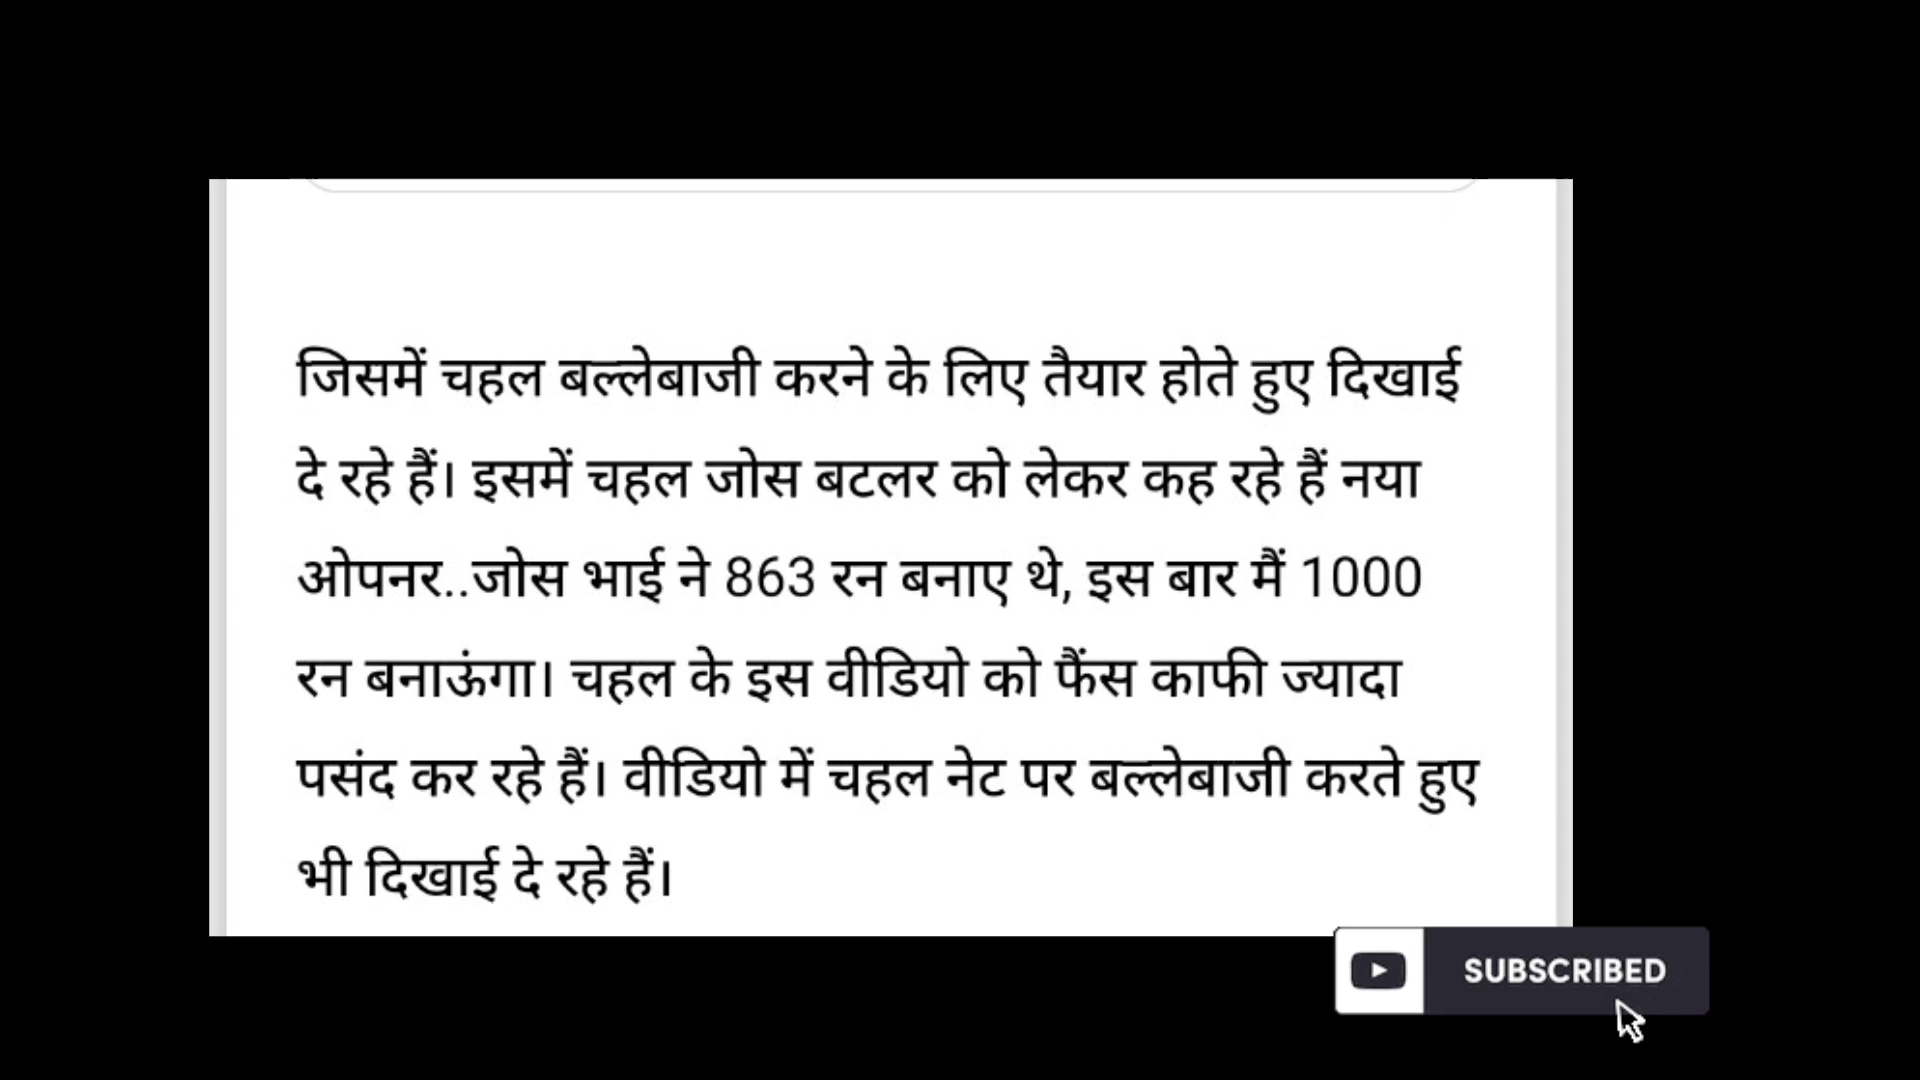 जिसमें चहल बल्लेबाजी करने के लिए तैयार होते हुए दिखाई
दे रहे हैं। इसमें चहल जोस बटलर को लेकर कह रहे हैं नया
ओपनर..जोस भाई ने 863 रन बनाए थे, इस बार मैं 1000
रन बनाऊंगा। चहल के इस वीडियो को फैंस काफी ज्यादा
पसंद कर रहे हैं। वीडियो में चहल नेट पर बल्लेबाजी करते हुए
भी दिखाई दे रहे हैं।
SUBSCRIBED